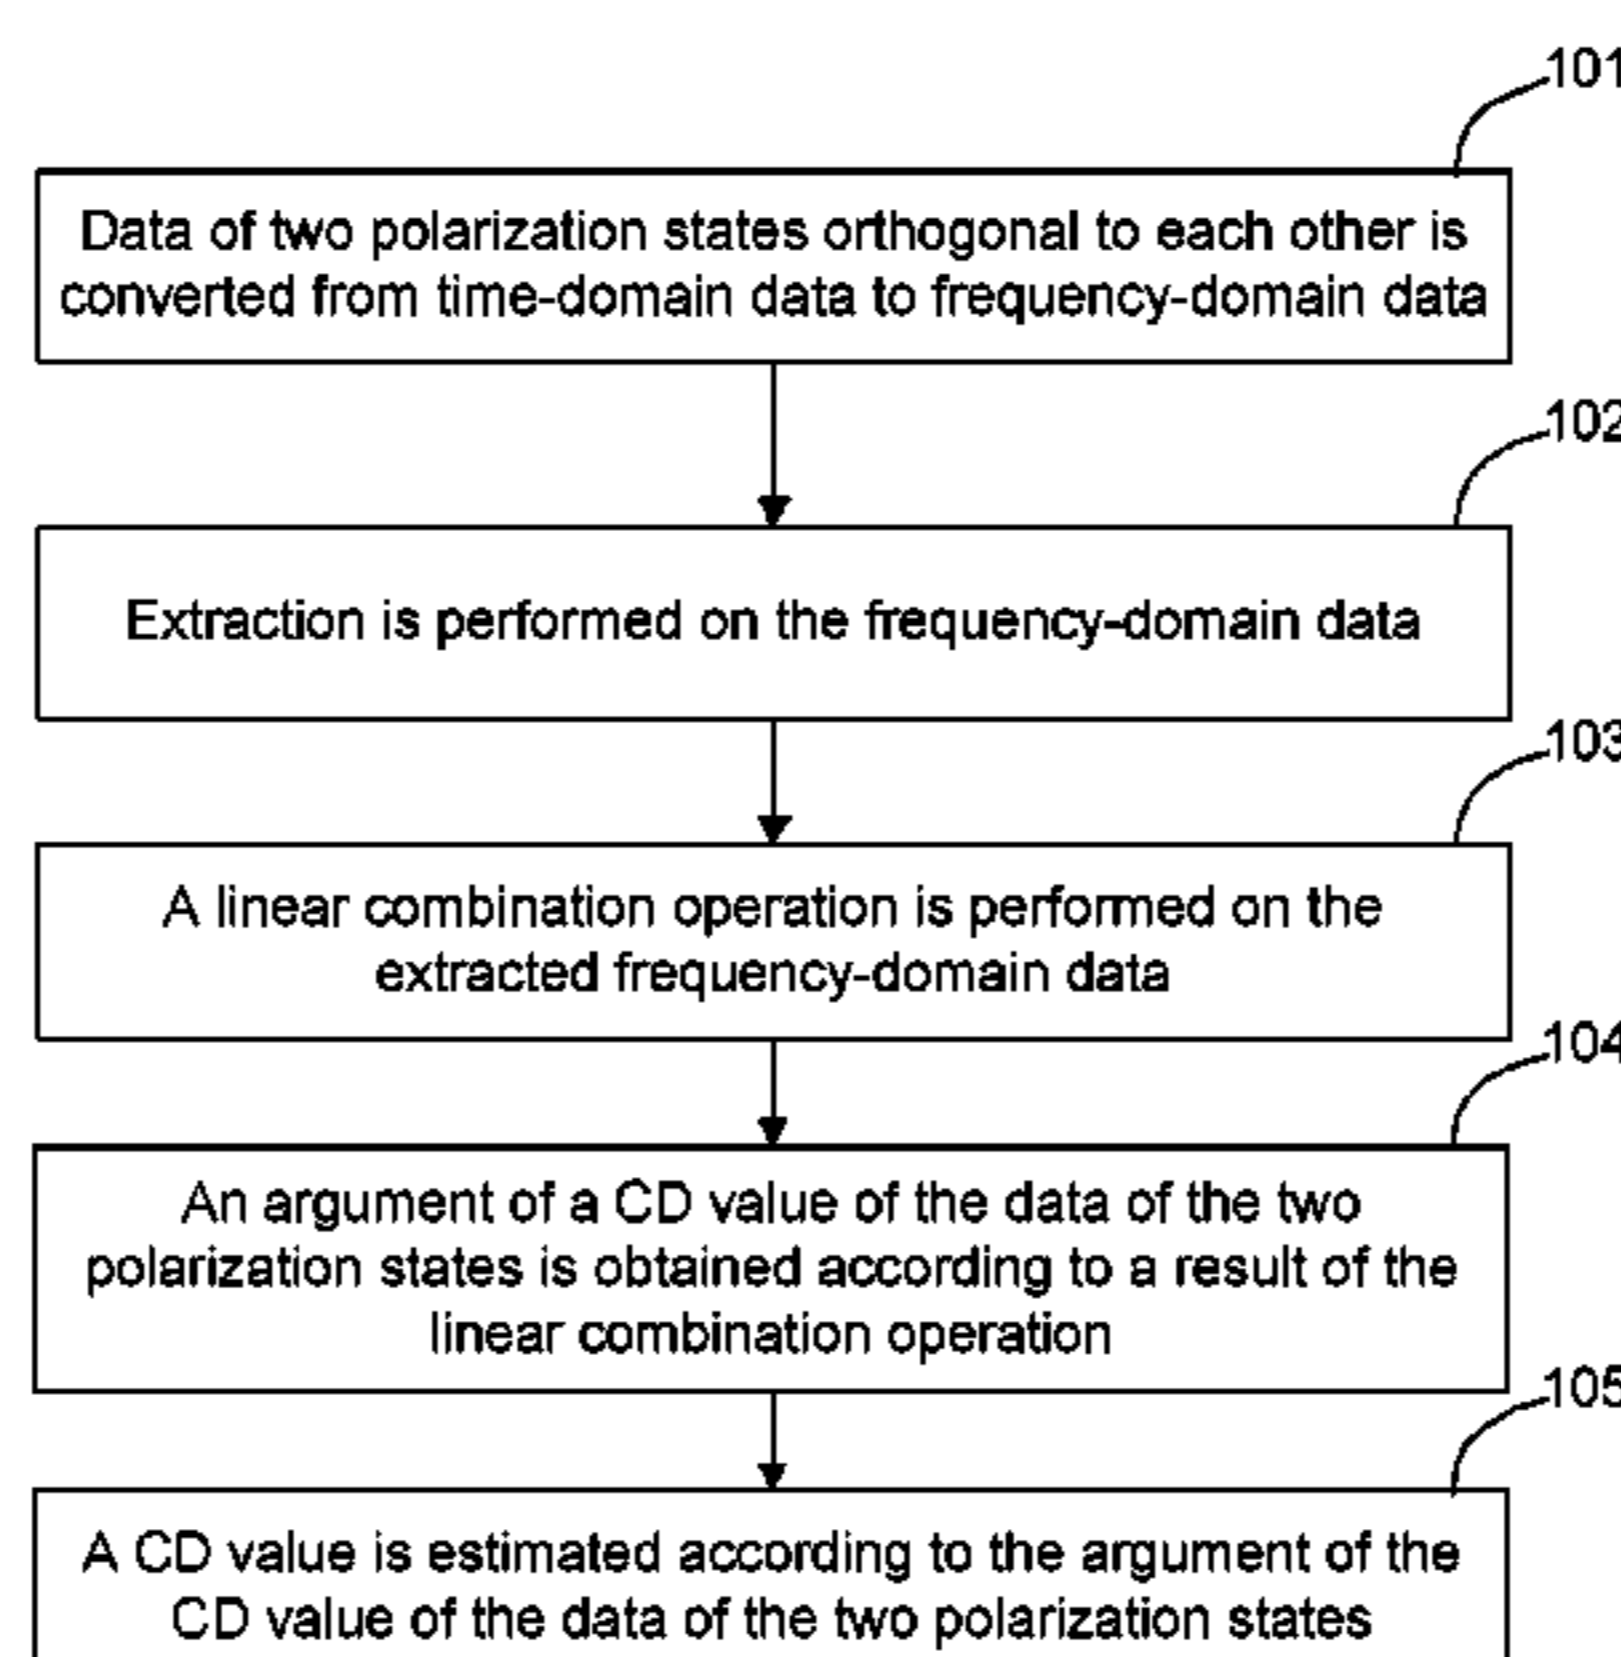 101
Data of two polarization states orthogonal to each other is
converted from time-domain data to frequency-domain data
102
Extraction is performed on the frequency-domain data
103
A linear combination operation is performed on the
extracted frequency-domain data
104
An argument of a CD value of the data of the two
polarization states is obtained according to a result of the
linear combination operation
105
A CD value is estimated according to the argument of the
CD value of the data of the two polarization states